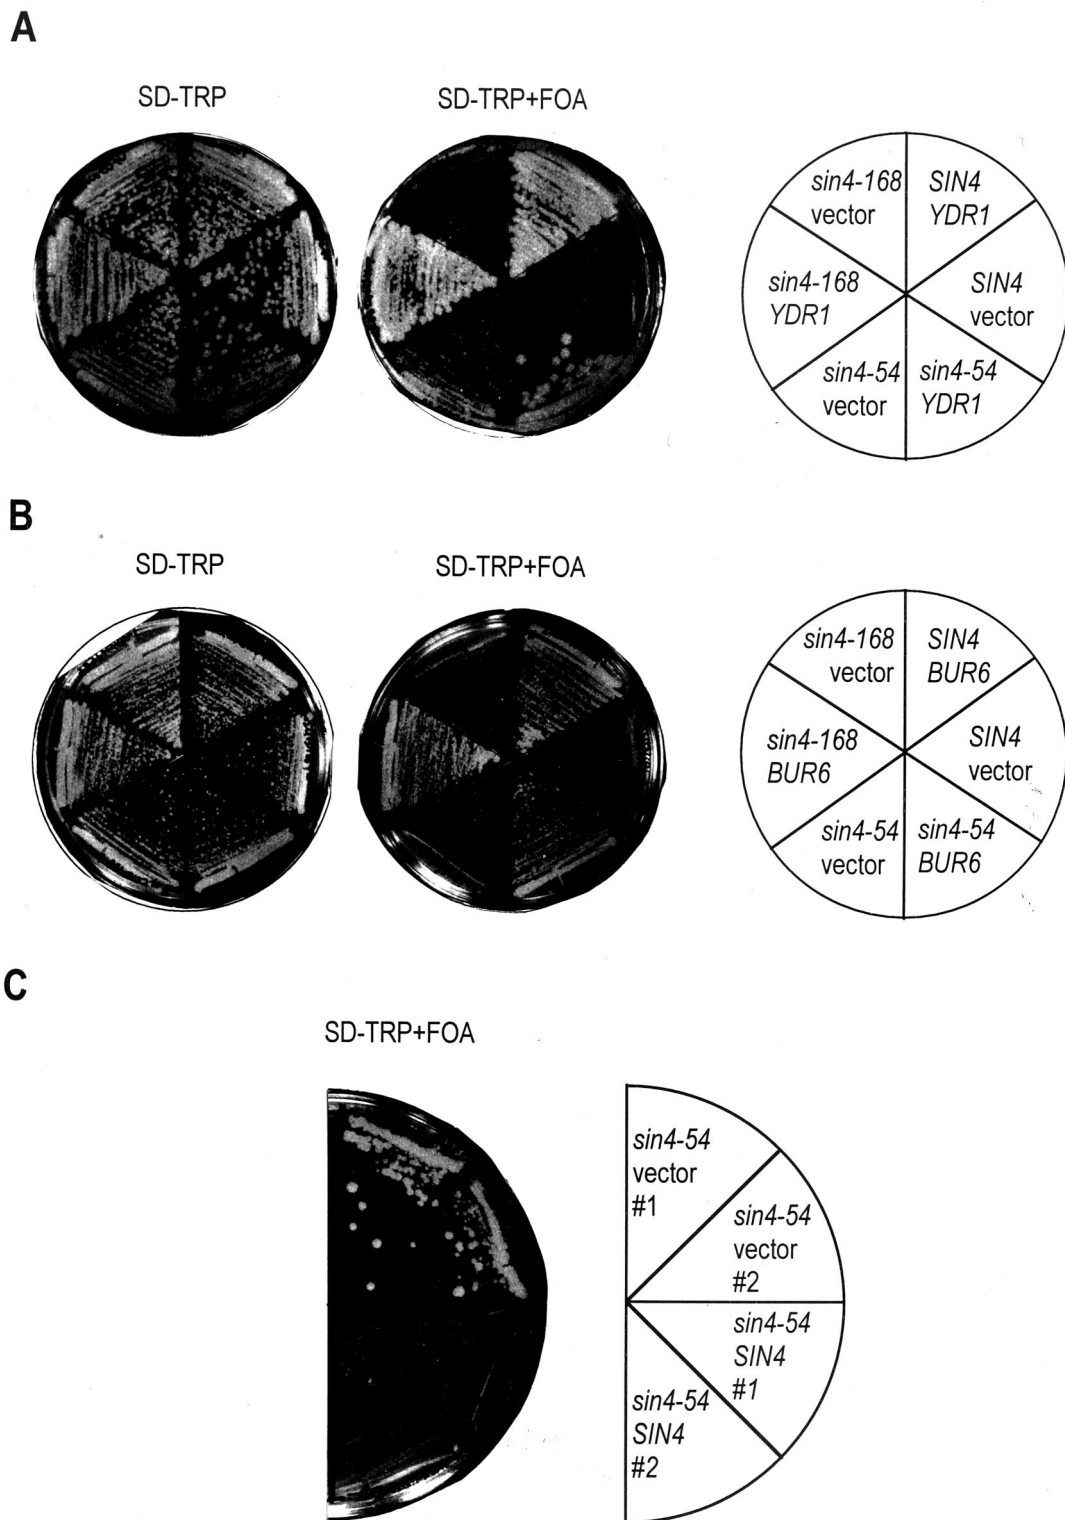 A
SD-TRP
SD-TRP+FOA
sin4-168
vector
SIN4
YDR1
sin4-168
YDR1
SIN4
vector
sin4-54
vector
sin4-54
YDR1
B
SD-TRP
SD-TRP+FOA
sin4-168
vector
SIN4
BUR6
sin4-168
BUR6
SIN4
vector
sin4-54
vector
sin4-54
BUR6
C
SD-TRP+FOA
sin4-54
vector
#1
sin4-54
vector
#2
sin4-54
SIN4
#1
sin4-54
SIN4
#2